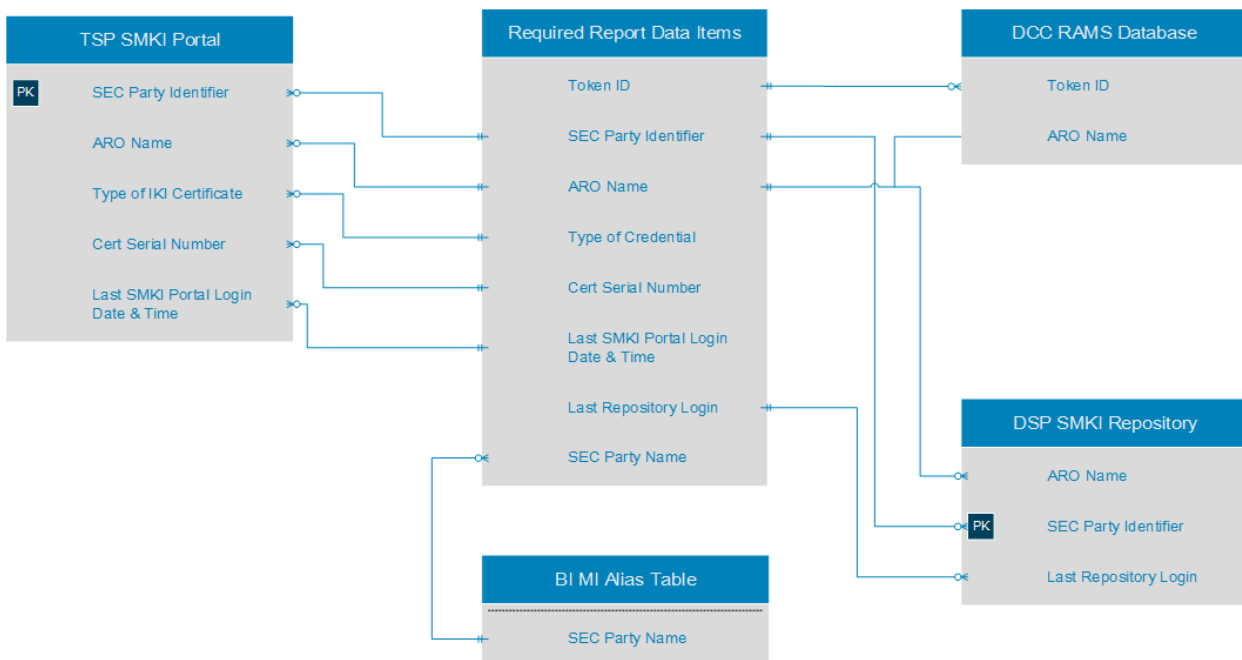 TSP SMKI Portal
PK
SEC Party Identifier
ARO Name
Type of IKI Certificate
Cert Serial Number
Last SMKI Portal Login
Date & Time
Required Report Data Items
Token ID
SEC Party Identifier
ARO Name
Type of Credential
Cert Serial Number
Last SMKI Portal Login
Date & Time
Last Repository Login
SEC Party Name
DCC RAMS Database
Token ID
ARO Name
DSP SMKI Repository
ARO Name
PK
SEC Party Identifier
Last Repository Login
BI MI Alias Table
SEC Party Name